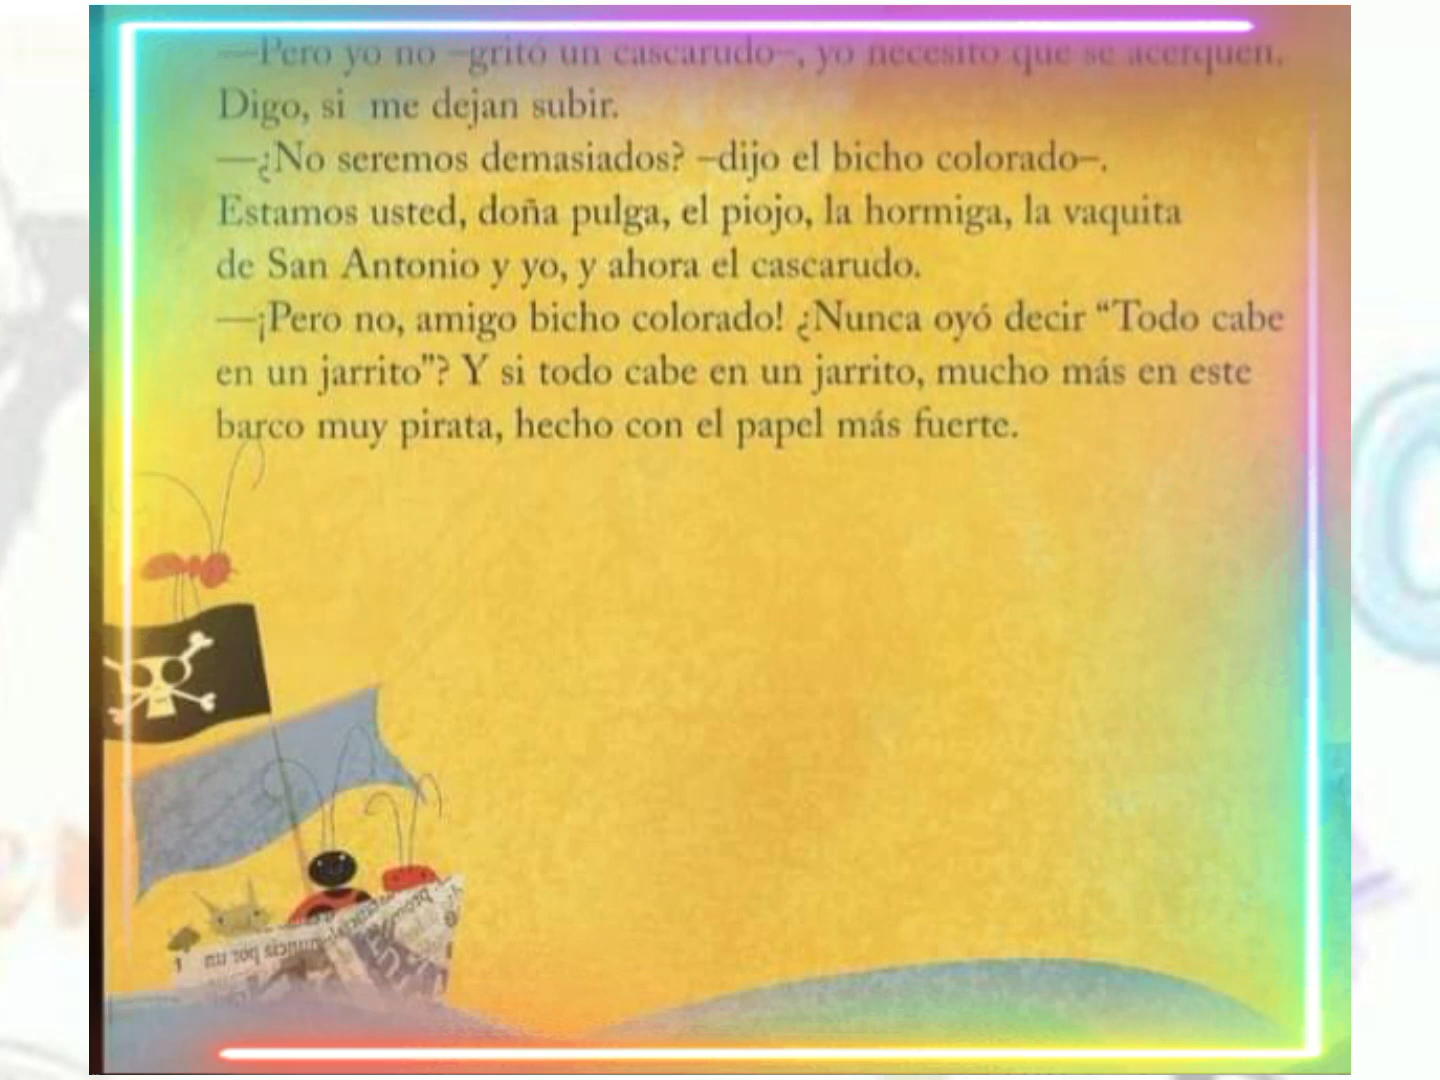 —Pero yo no –gritó un cascarudo–, yo necesito que se acerquen.
Digo, si me dejan subir.
—¿No seremos demasiados? –dijo el bicho colorado–.
Estamos usted, doña pulga, el piojo, la hormiga, la vaquita
de San Antonio y yo, y ahora el cascarudo.
—¡Pero no, amigo bicho colorado! ¿Nunca oyó decir “Todo cabe
en un jarrito”? Y si todo cabe en un jarrito, mucho más en este
barco muy pirata, hecho con el papel más fuerte.